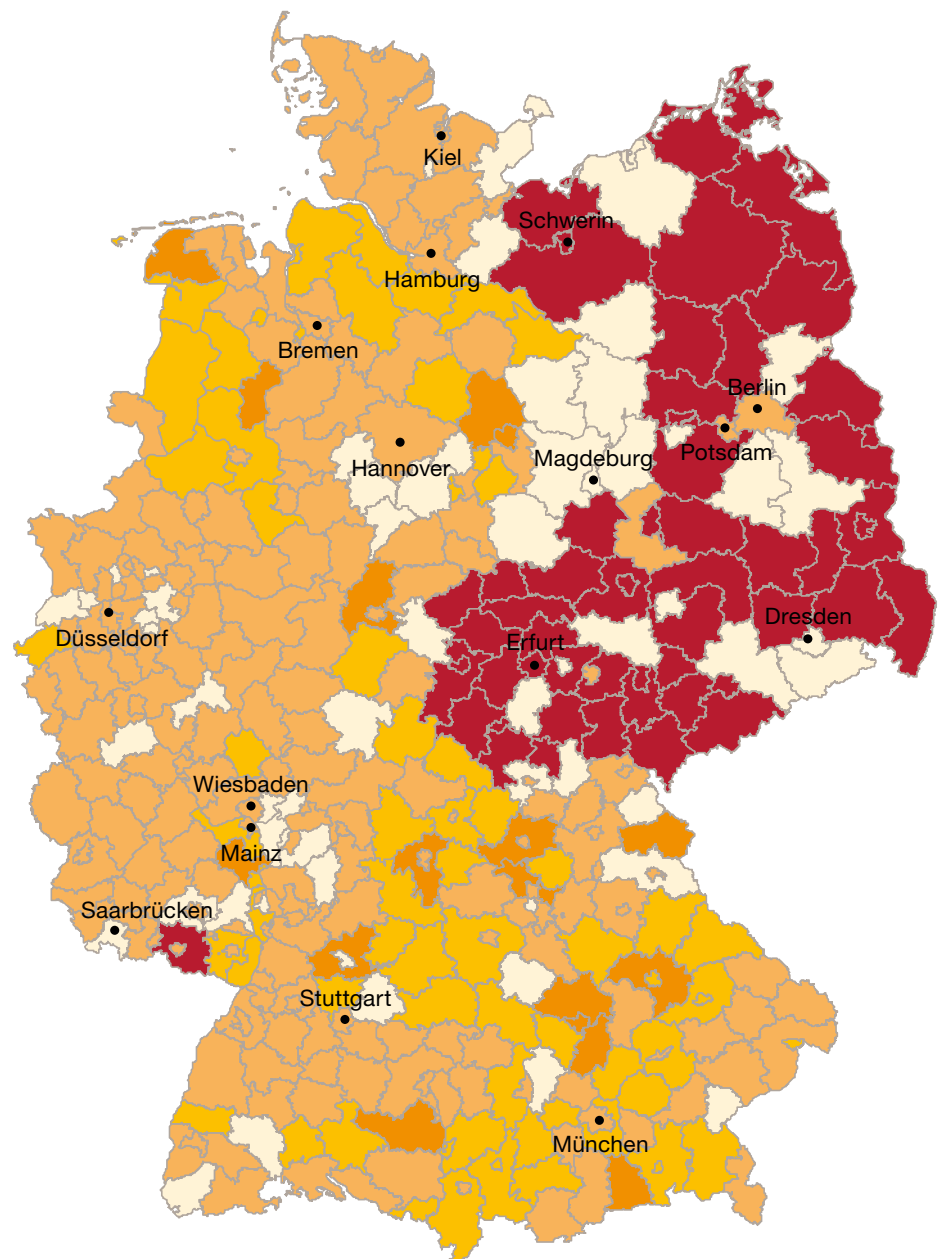 Kiel
Schwerin
Hamburg
Bremen
Berlin
Hannover
Magdeburg
Potsdam
Düsseldorf
Erfurt
Dresden
Wiesbaden
Mainz
Saarbrücken
Stuttgart
München